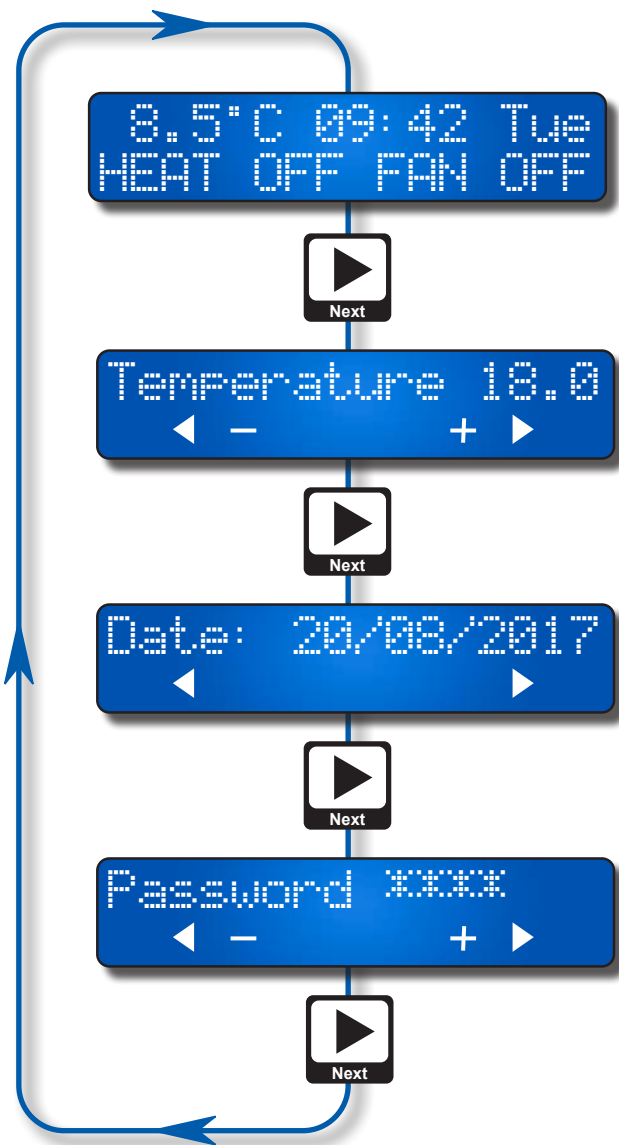 8.5°C 09:42 Tue
HEAT OFF FAN OFF
Next
Temperature 18.0
◀ − + ▶
Next
Date: 20/08/2017
◀ ▶
Next
Password ****
◀ − + ▶
Next